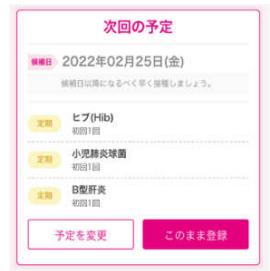 次回の予定
候補日 2022年02月25日(金)
候補日以降になるべく早く接種しましょう。
定期 ヒブ(Hib)
初回1回
定期 小児肺炎球菌
初回1回
定期 B型肝炎
初回1回
予定を変更 このまま登録